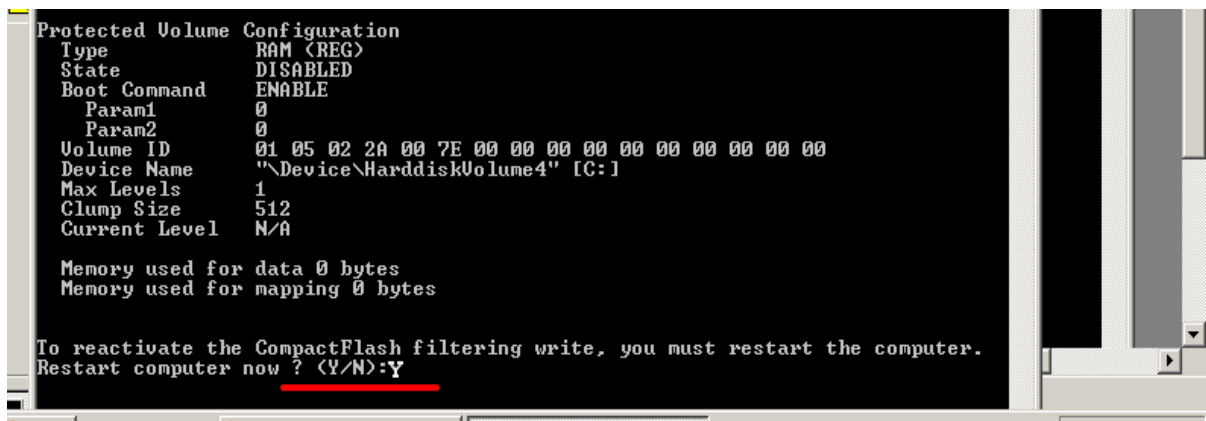 Protected Volume Configuration
Type RAM (REG)
State DISABLED
Boot Command ENABLE
Param1 0
Param2 0
Volume ID 01 05 02 2A 00 7E 00 00 00 00 00 00 00 00 00 00
Device Name "\Device\HarddiskVolume4" [C:]
Max Levels 1
Clump Size 512
Current Level N/A
Memory used for data 0 bytes
Memory used for mapping 0 bytes
To reactivate the CompactFlash filtering write, you must restart the computer.
Restart computer now ? (Y/N):Y